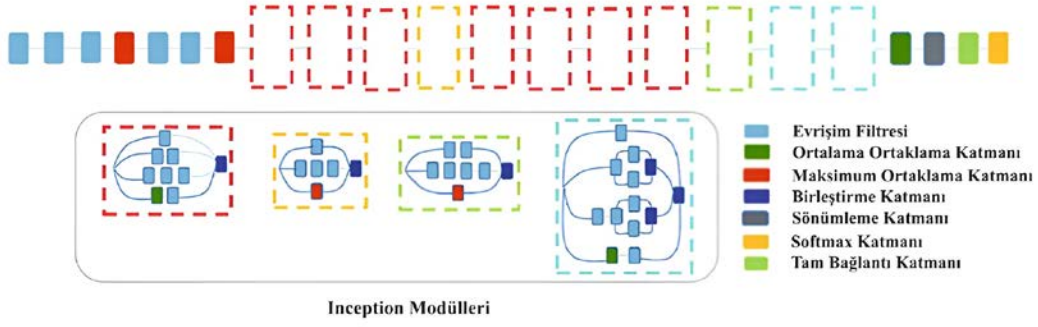 Evrişim Filtresi
Ortalama Ortaklama Katmanı
Maksimum Ortaklama Katmanı
Birleştirme Katmanı
Sönümleme Katmanı
Softmax Katmanı
Tam Bağlantı Katmanı
Inception Modülleri